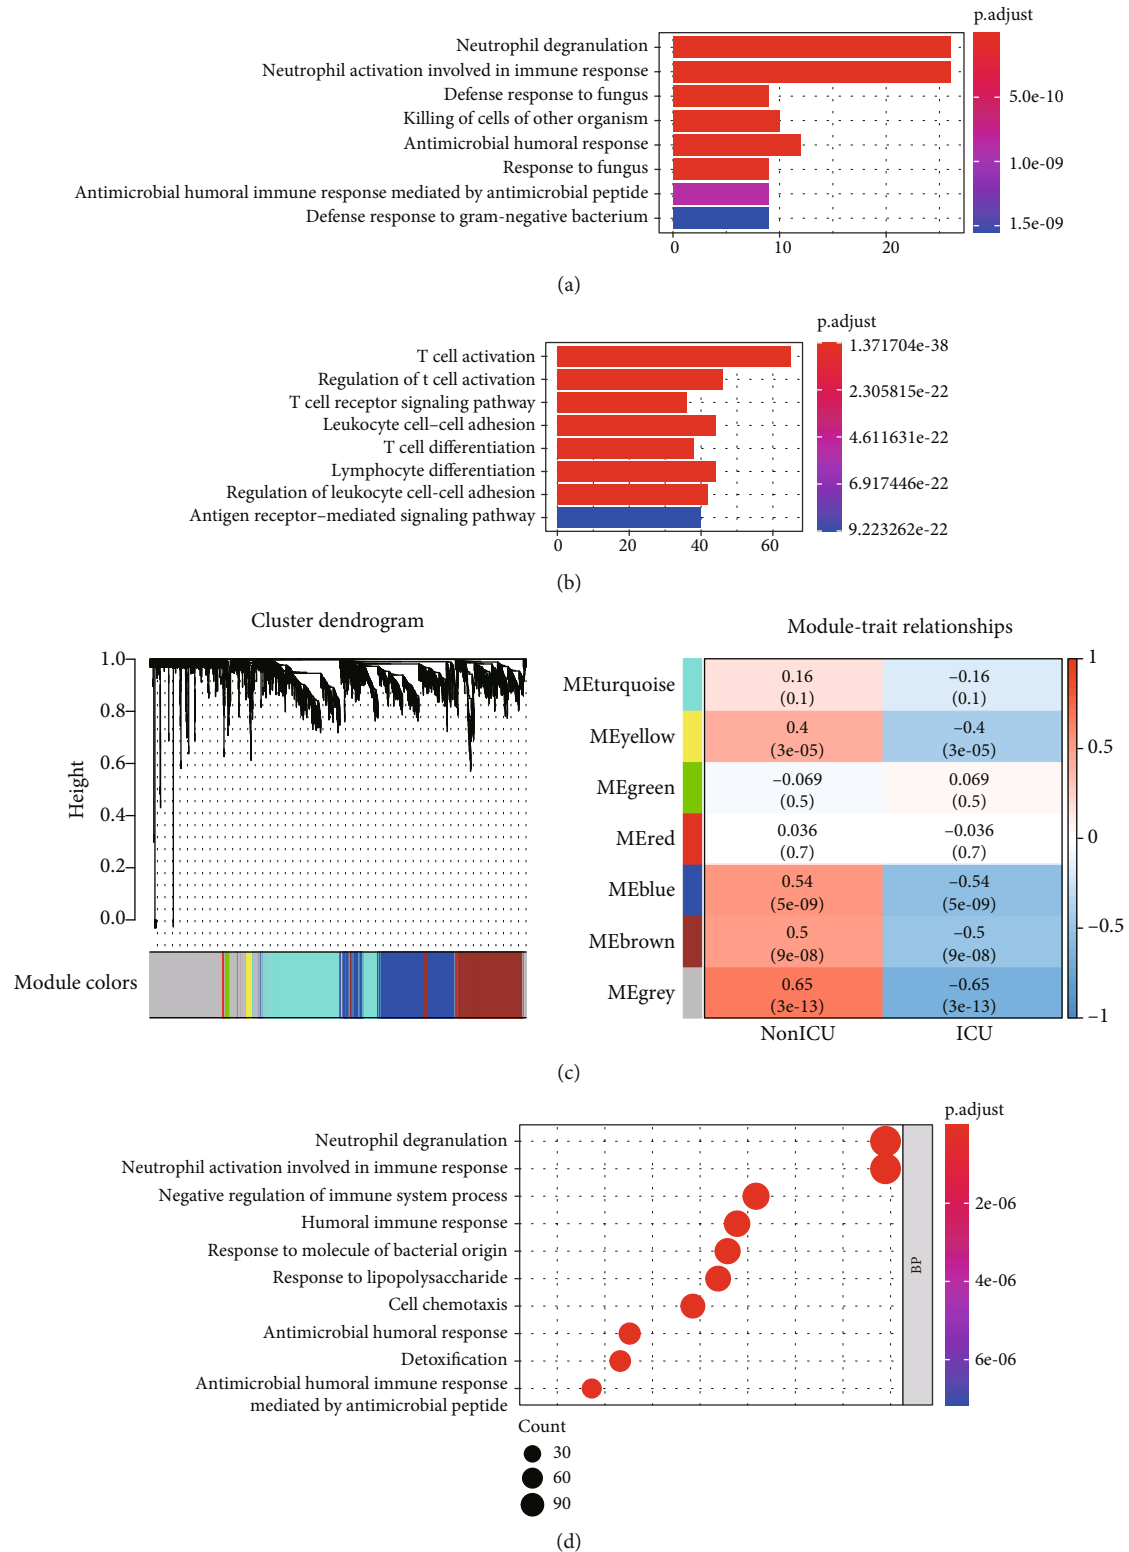 p.adjust
Neutrophil degranulation
Neutrophil activation involved in immune response
Defense response to fungus
Killing of cells of other organism
Antimicrobial humoral response
Response to fungus
Antimicrobial humoral immune response mediated by antimicrobial peptide
Defense response to gram-negative bacterium
5.0e-10
1.0e-09
1.5e-09
0 10 20
(a)
p.adjust
T cell activation
Regulation of t cell activation
T cell receptor signaling pathway
Leukocyte cell–cell adhesion
T cell differentiation
Lymphocyte differentiation
Regulation of leukocyte cell-cell adhesion
Antigen receptor–mediated signaling pathway
1.371704e-38
2.305815e-22
4.611631e-22
6.917446e-22
9.223262e-22
0 20 40 60
(b)
Cluster dendrogram
Height
1.0
0.8
0.6
0.4
0.2
0.0
Module colors
Module-trait relationships
MEturquoise
0.16 –0.16
(0.1) (0.1)
MEyellow
0.4 –0.4
(3e-05) (3e-05)
MEgreen
–0.069 0.069
(0.5) (0.5)
MEred
0.036 –0.036
(0.7) (0.7)
MEblue
0.54 –0.54
(5e-09) (5e-09)
MEbrown
0.5 –0.5
(9e-08) (9e-08)
MEgrey
0.65 –0.65
(3e-13) (3e-13)
NonICU ICU
1
0.5
0
–0.5
–1
(c)
p.adjust
Neutrophil degranulation
Neutrophil activation involved in immune response
Negative regulation of immune system process
Humoral immune response
Response to molecule of bacterial origin
Response to lipopolysaccharide
Cell chemotaxis
Antimicrobial humoral response
Detoxification
Antimicrobial humoral immune response
mediated by antimicrobial peptide
BP
2e-06
4e-06
6e-06
Count
30
60
90
(d)